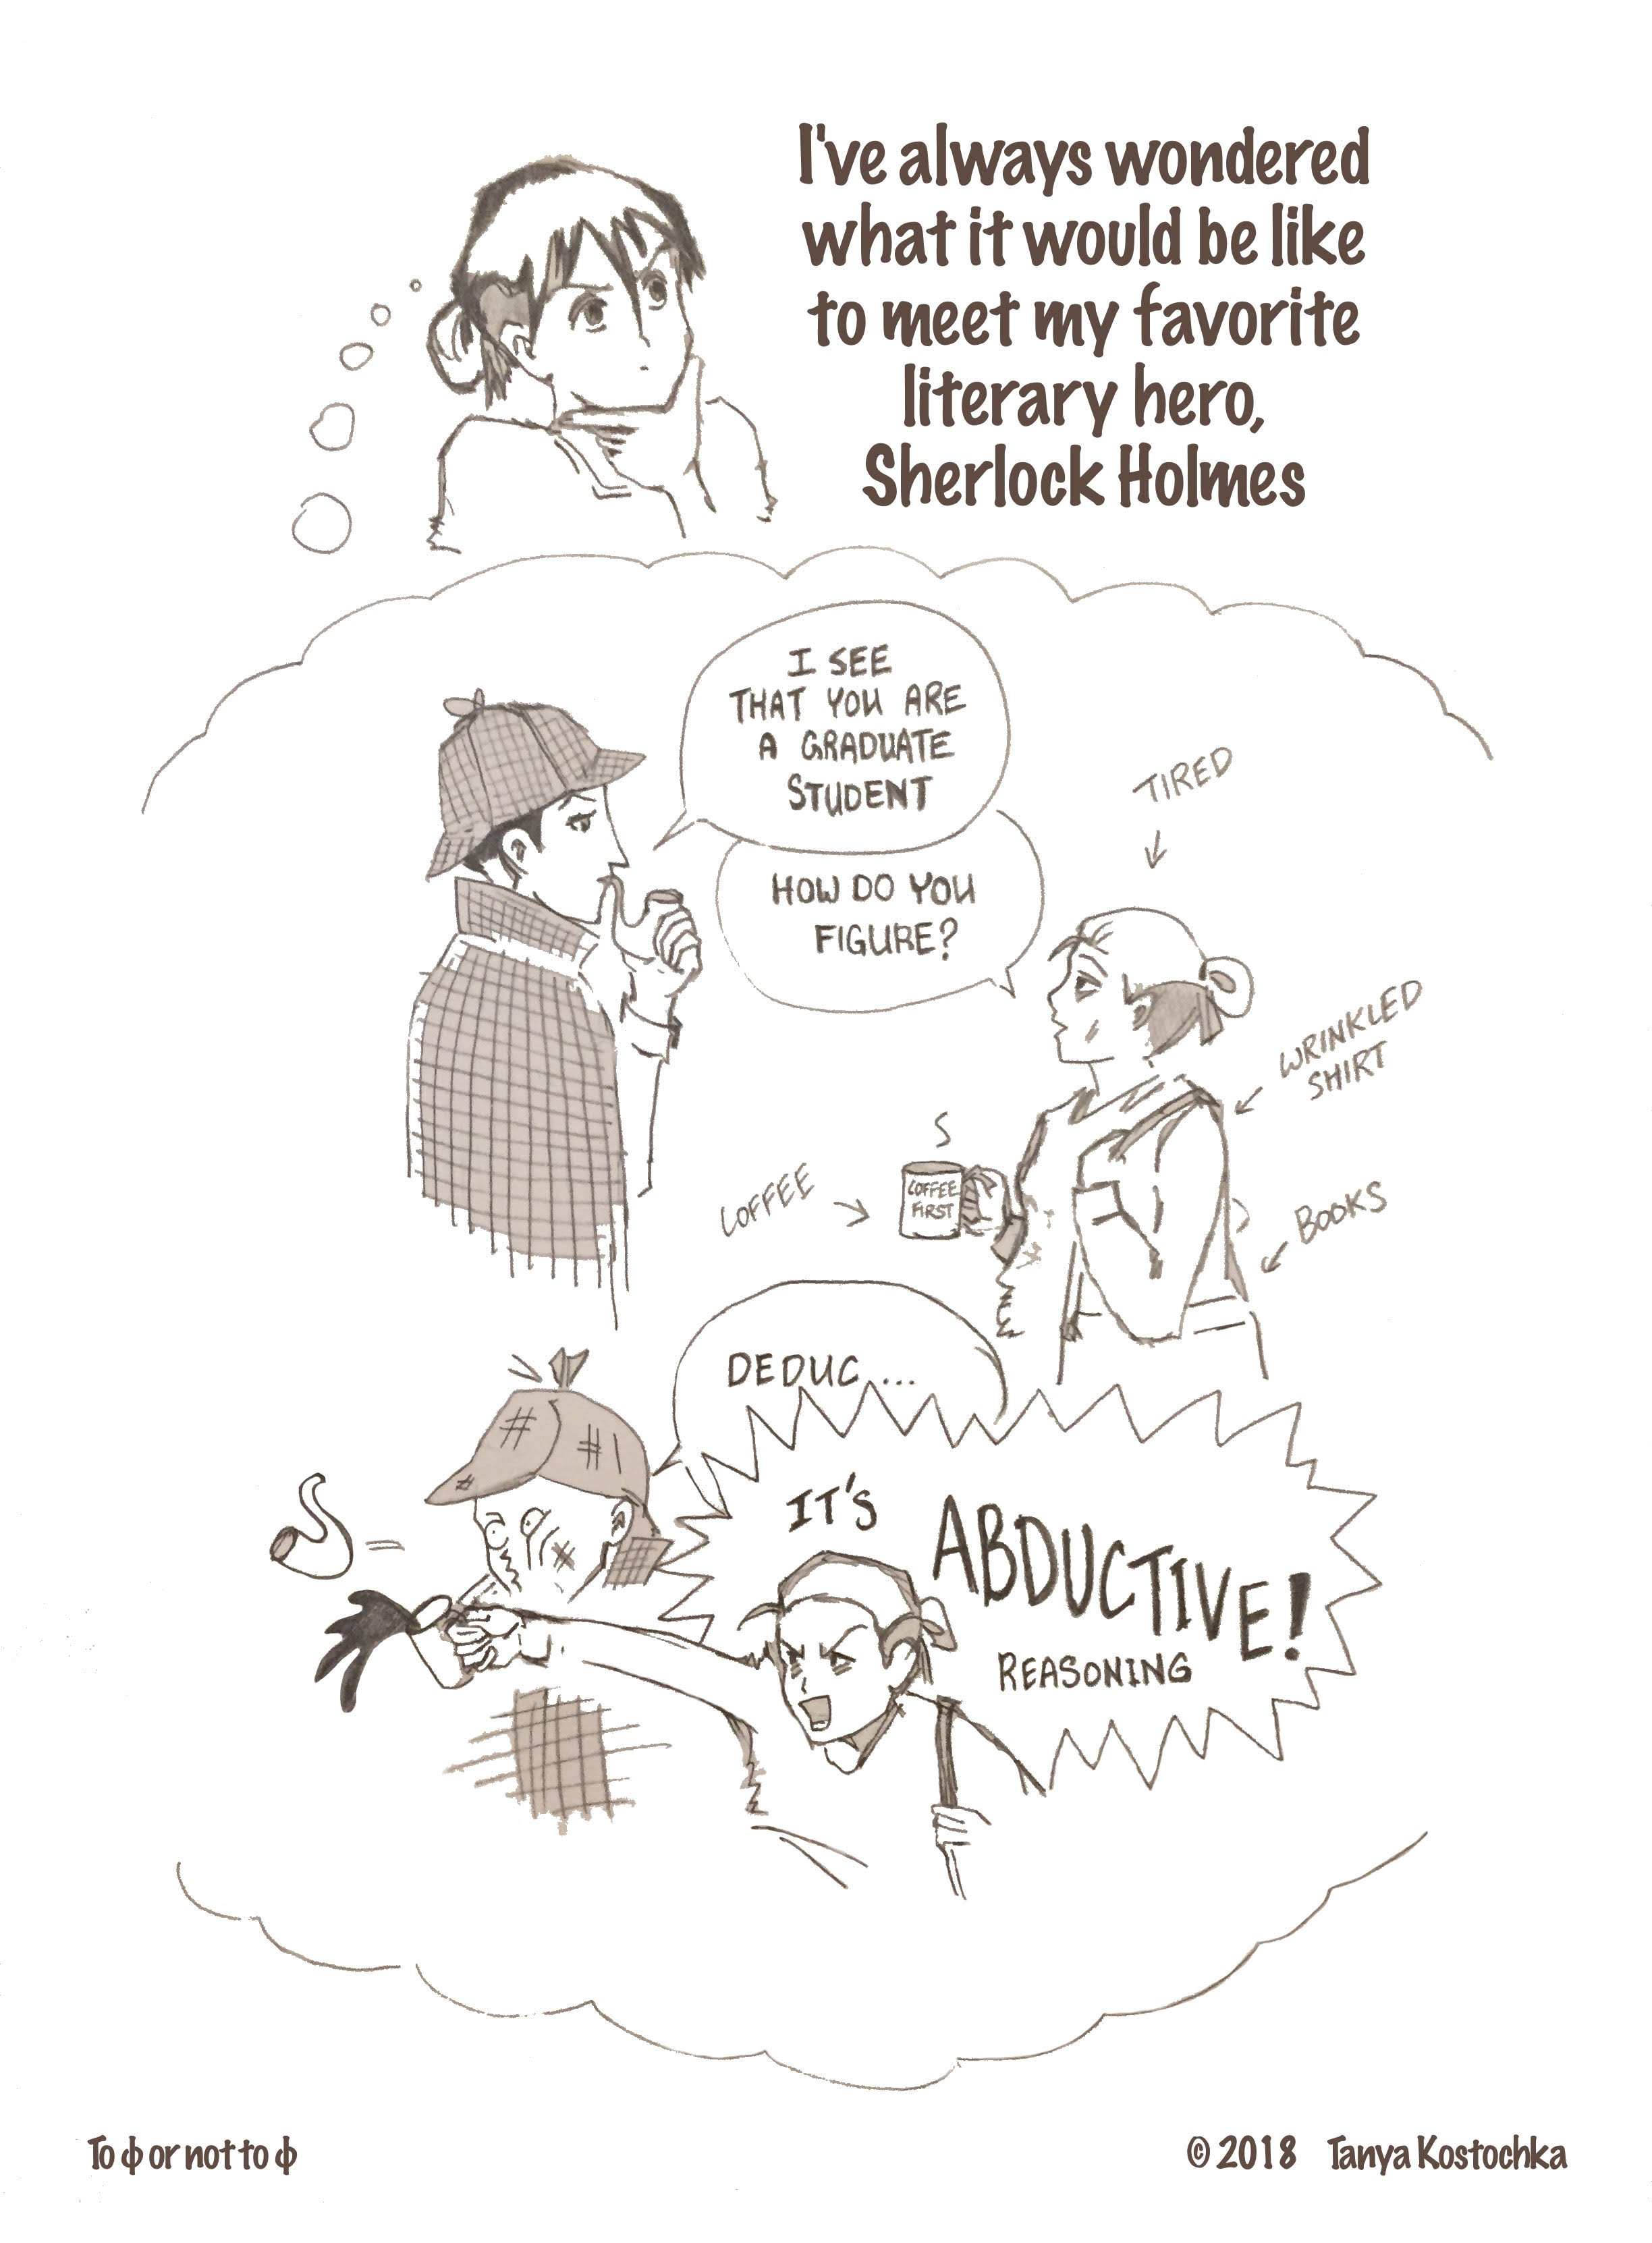 I've always wondered
what it would be like
to meet my favorite
literary hero,
Sherlock Holmes
I SEE
THAT YOU ARE
A GRADUATE
STUDENT
HOW DO YOU
FIGURE?
TIRED
WRINKLED
SHIRT
COFFEE
COFFEE
FIRST
BOOKS
DEDUC...
IT'S ABDUCTIVE!
REASONING
To ϕ or not to ϕ
© 2018 Tanya Kostochka